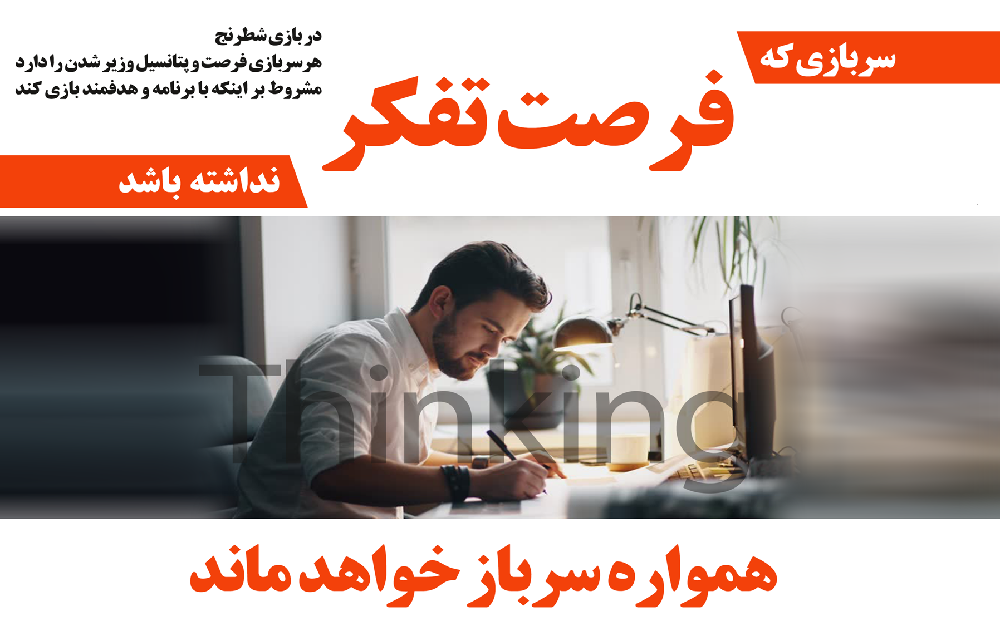 سربازی که
فرصت تفکر
نداشته باشد
در بازی شطرنج
هر سربازی فرصت و پتانسیل وزیر شدن را دارد
مشروط بر اینکه با برنامه و هدفمند بازی کند
Thinking
همواره سرباز خواهد ماند